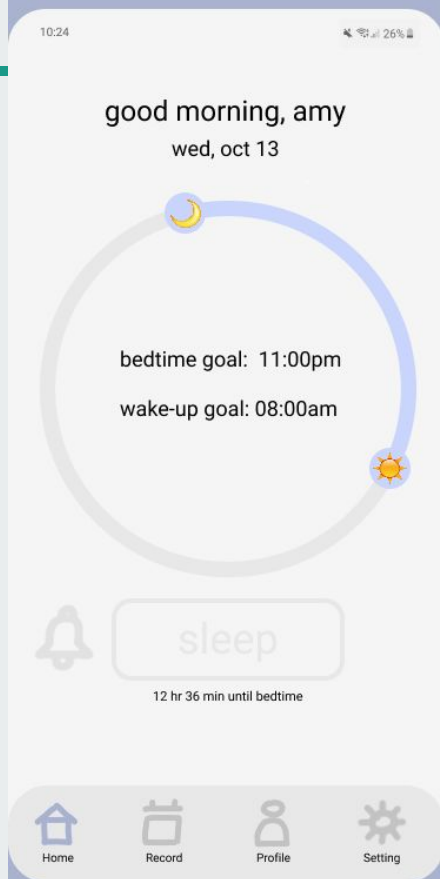 10:24
26%
good morning, amy
wed, oct 13
bedtime goal: 11:00pm
wake-up goal: 08:00am
sleep
12 hr 36 min until bedtime
Home
Record
Profile
Setting